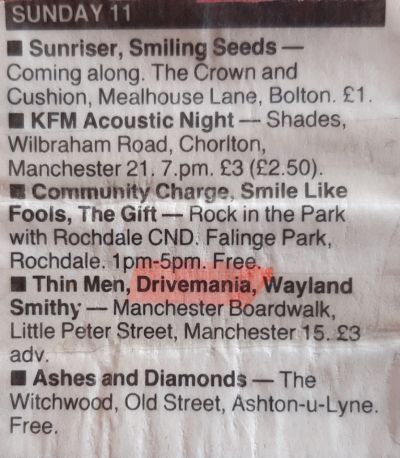 SUNDAY 11
■ Sunriser, Smiling Seeds —
Coming along. The Crown and
Cushion, Mealhouse Lane, Bolton. £1.
■ KFM Acoustic Night — Shades,
Wilbraham Road, Chorlton,
Manchester 21. 7.pm. £3 (£2.50).
■ Community Charge, Smile Like
Fools, The Gift — Rock in the Park
with Rochdale CND. Falinge Park,
Rochdale. 1pm-5pm. Free.
■ Thin Men, Drivemania, Wayland
Smithy — Manchester Boardwalk,
Little Peter Street, Manchester 15. £3
adv.
■ Ashes and Diamonds — The
Witchwood, Old Street, Ashton-u-Lyne.
Free.